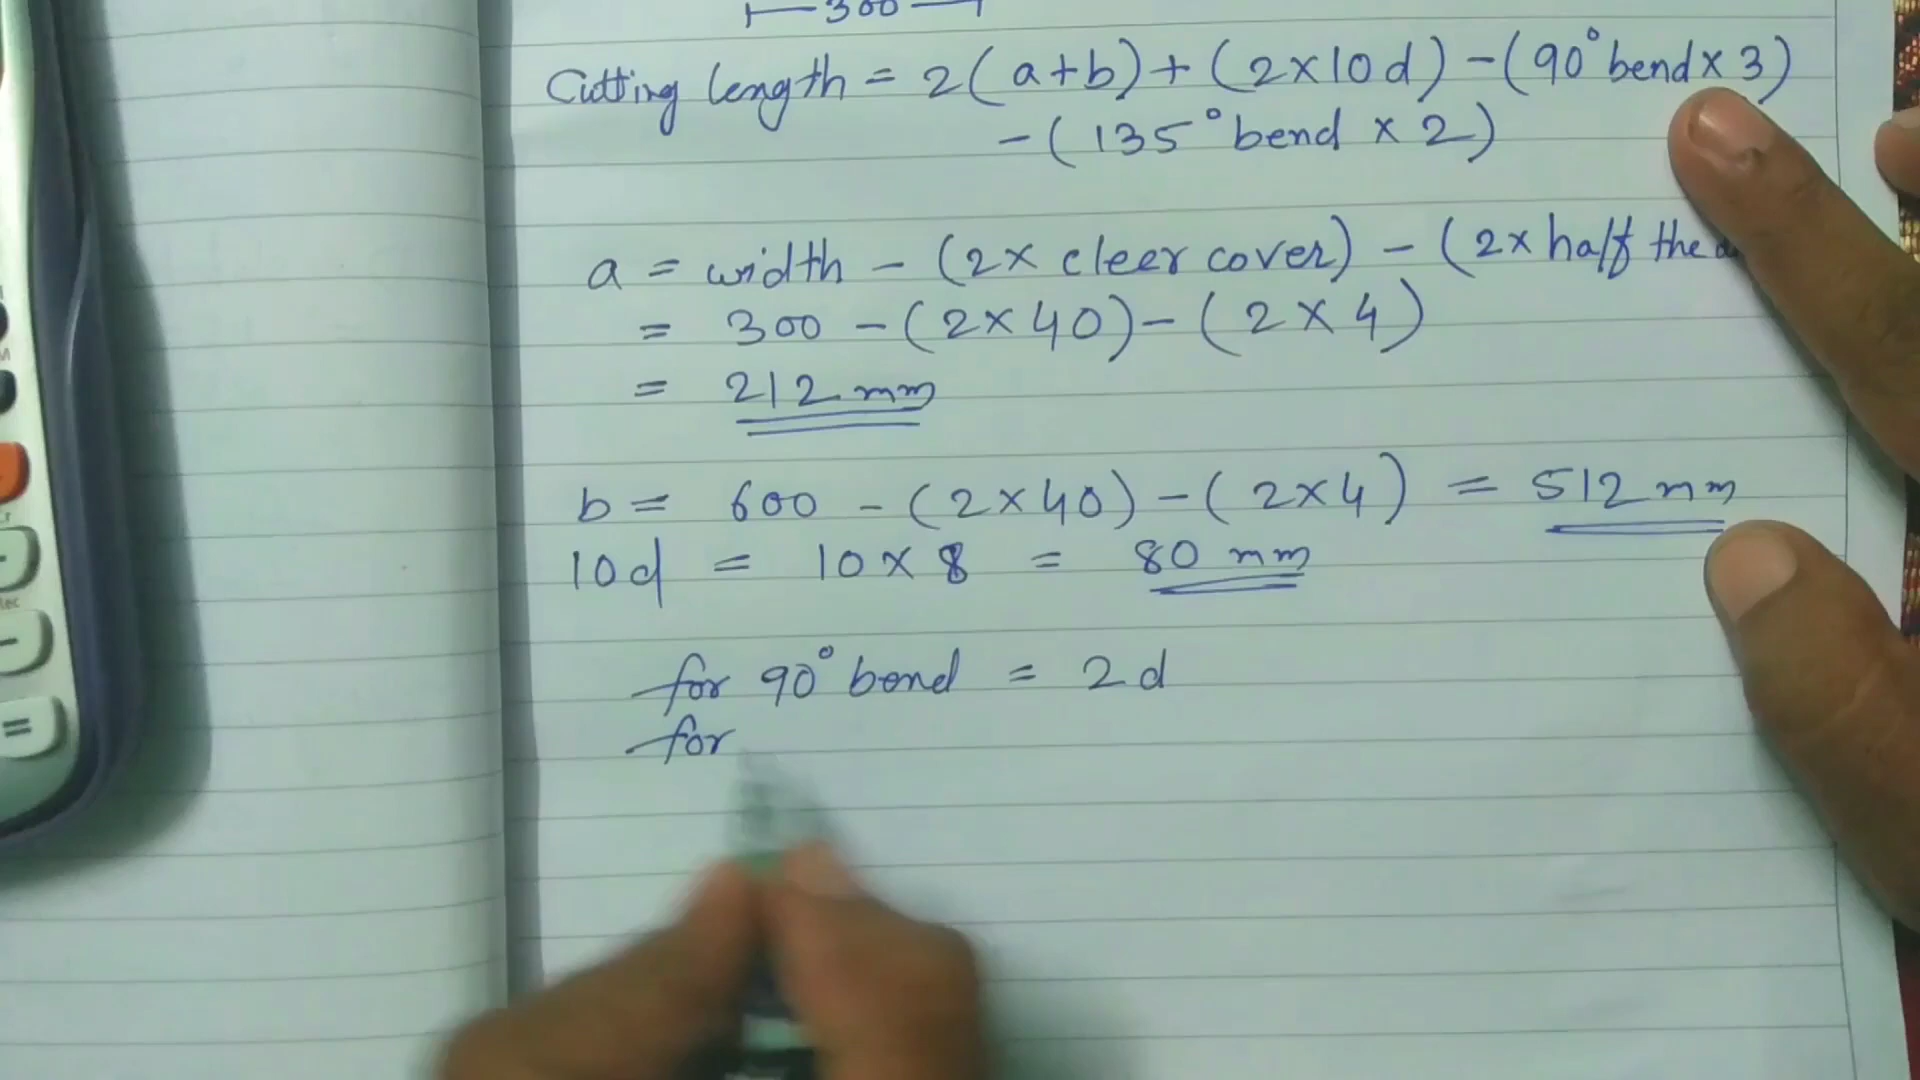 300
Cutting length = 2(a+b)+(2×10d)-(90°bend×3)
-(135°bend × 2)
a = width - (2× cleer cover) - (2× half the
= 300 -(2×40)-(2×4)
= 212 mm
b = 600 -(2×40)-(2×4) = 512 mm
10d = 10×8 = 80 mm
for 90° bend = 2d
for